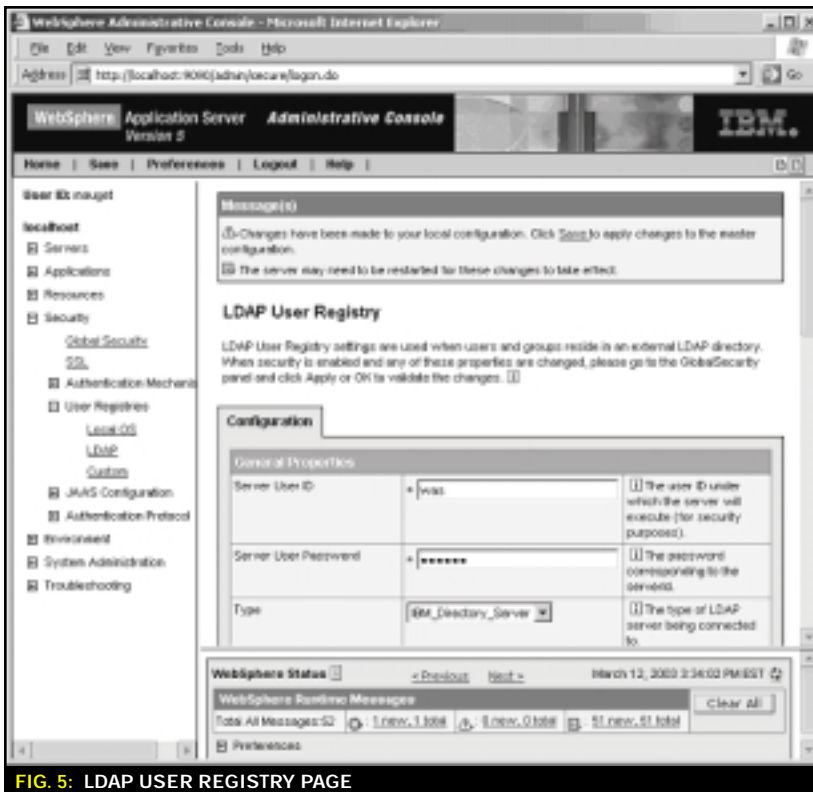 WebSphere Administrative Console - Microsoft Internet Explorer
File Edit View Favorites Tools Help
Address http://localhost:9090/admin/secure/logon.do Go
WebSphere Application Server Administrative Console
Version 5
IBM.
Home | Save | Preferences | Logout | Help |
User ID: nauget
localhost
Servers
Applications
Resources
Security
Global Security
SSL
Authentication Mechanis
User Registries
Local OS
LDAP
Custom
JAAS Configuration
Authentication Protocol
Environment
System Administration
Troubleshooting
Message(s)
Changes have been made to your local configuration. Click Save to apply changes to the master
configuration.
The server may need to be restarted for these changes to take effect.
LDAP User Registry
LDAP User Registry settings are used when users and groups reside in an external LDAP directory.
When security is enabled and any of these properties are changed, please go to the GlobalSecurity
panel and click Apply or OK to validate the changes.
Configuration
General Properties
Server User ID
* was
The user ID under
which the server will
execute (for security
purposes).
Server User Password
* ••••••
The password
corresponding to the
serverid.
Type
IBM_Directory_Server
The type of LDAP
server being connected
to.
WebSphere Status < Previous Next > March 12, 2003 3:34:02 PM EST
WebSphere Runtime Messages
Clear All
Total All Messages:52 : 1 new, 1 total : 0 new, 0 total : 51 new, 51 total
Preferences
FIG. 5: LDAP USER REGISTRY PAGE